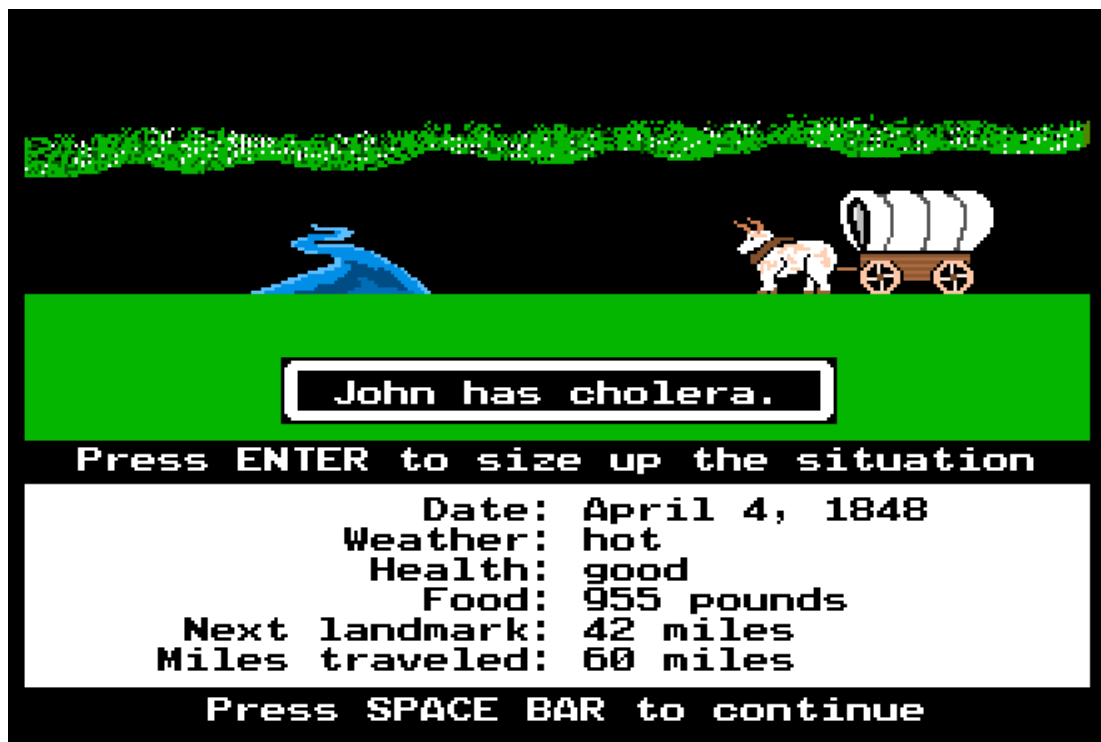 John has cholera.
Press ENTER to size up the situation
Date: April 4, 1848
Weather: hot
Health: good
Food: 955 pounds
Next landmark: 42 miles
Miles traveled: 60 miles
Press SPACE BAR to continue